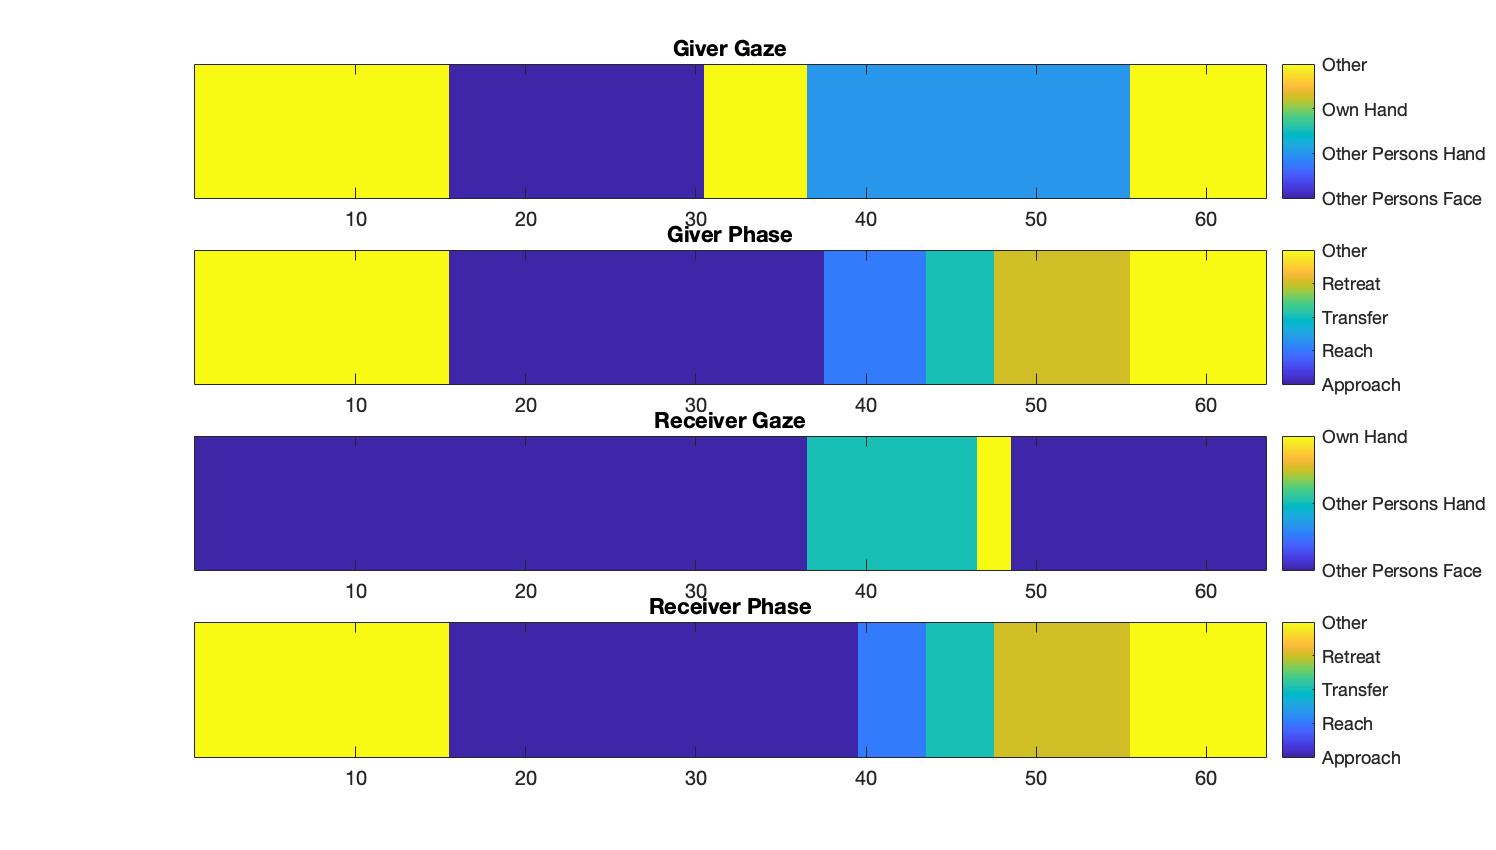 Giver Gaze
Other
Own Hand
Other Persons Hand
Other Persons Face
10 20 30 40 50 60
Giver Phase
Other
Retreat
Transfer
Reach
Approach
10 20 30 40 50 60
Receiver Gaze
Own Hand
Other Persons Hand
Other Persons Face
10 20 30 40 50 60
Receiver Phase
Other
Retreat
Transfer
Reach
Approach
10 20 30 40 50 60